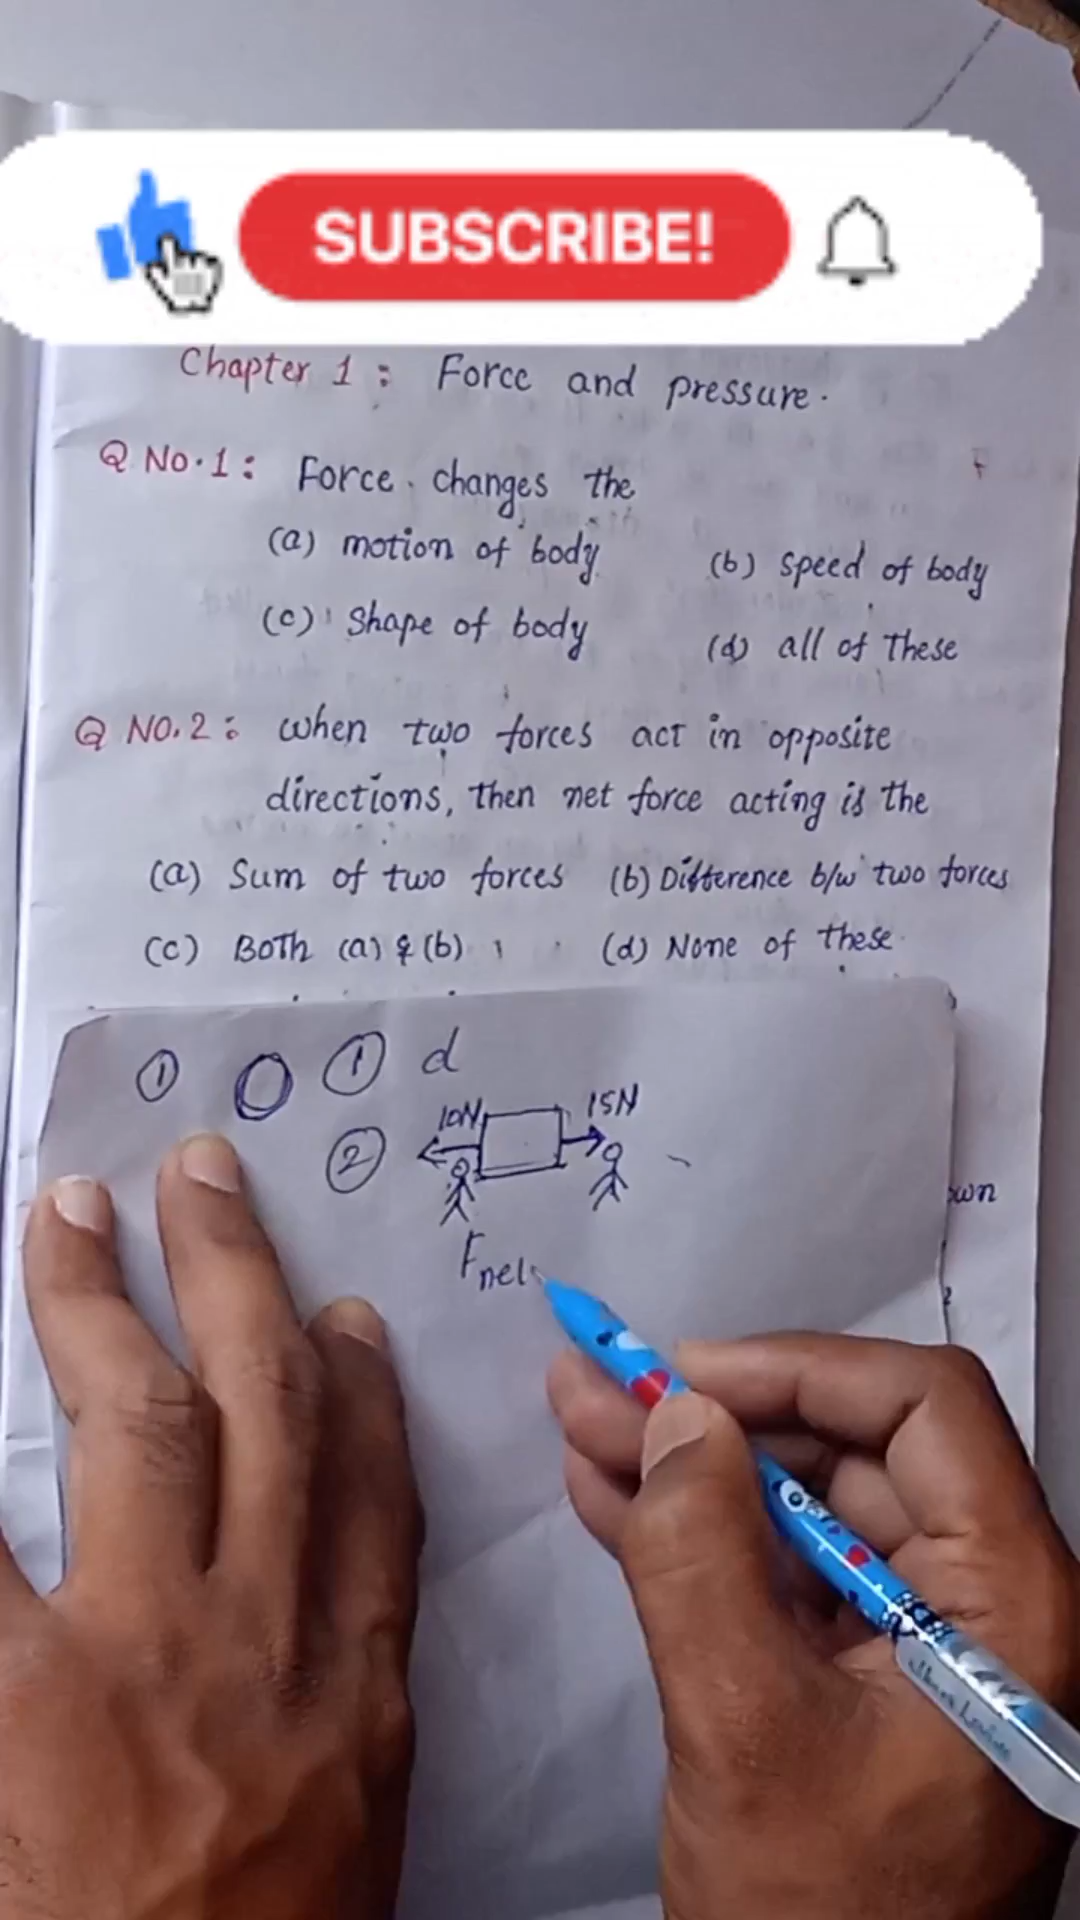 SUBSCRIBE!
Chapter 1 : Force and pressure.
Q No.1 : Force changes the
(a) motion of body (b) speed of body
(c) Shape of body (d) all of These
Q NO.2 : when two forces act in opposite
directions, then net force acting is the
(a) Sum of two forces (b) Difference b/w two forces
(c) Both (a) & (b) (d) None of these
1 1 d
10N 15N
2
own
Fnet